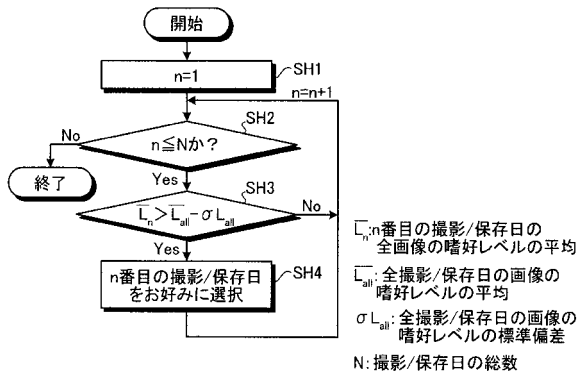 開始
n=1
SH1
n=n+1
SH2
n≦Nか?
No
Yes
終了
SH3
L̅n>L̅all-σLall
No
Yes
n番目の撮影/保存日
をお好みに選択
SH4
L̅n:n番目の撮影/保存日の
全画像の嗜好レベルの平均
L̅all:全撮影/保存日の画像の
嗜好レベルの平均
σLall:全撮影/保存日の画像の
嗜好レベルの標準偏差
N:撮影/保存日の総数